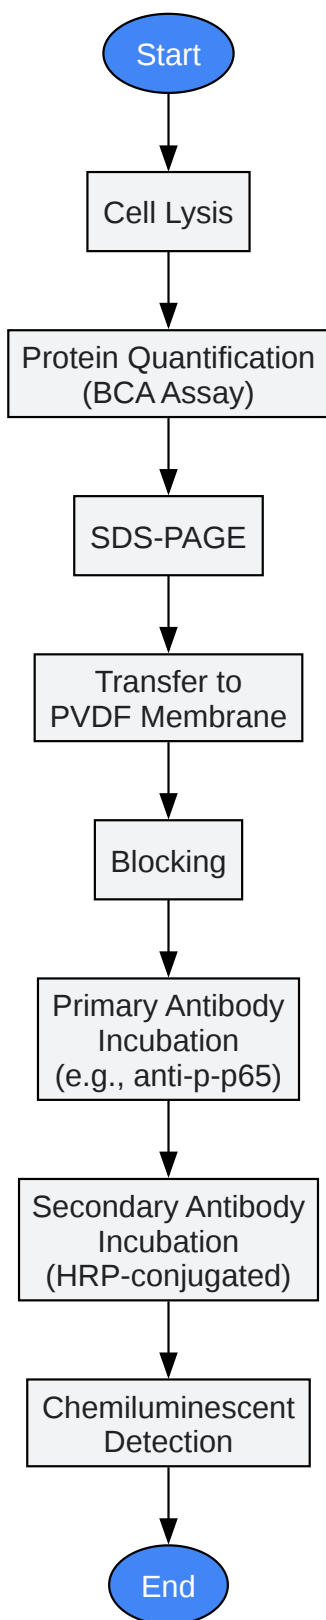 Start
Cell Lysis
Protein Quantification
(BCA Assay)
SDS-PAGE
Transfer to
PVDF Membrane
Blocking
Primary Antibody
Incubation
(e.g., anti-p-p65)
Secondary Antibody
Incubation
(HRP-conjugated)
Chemiluminescent
Detection
End